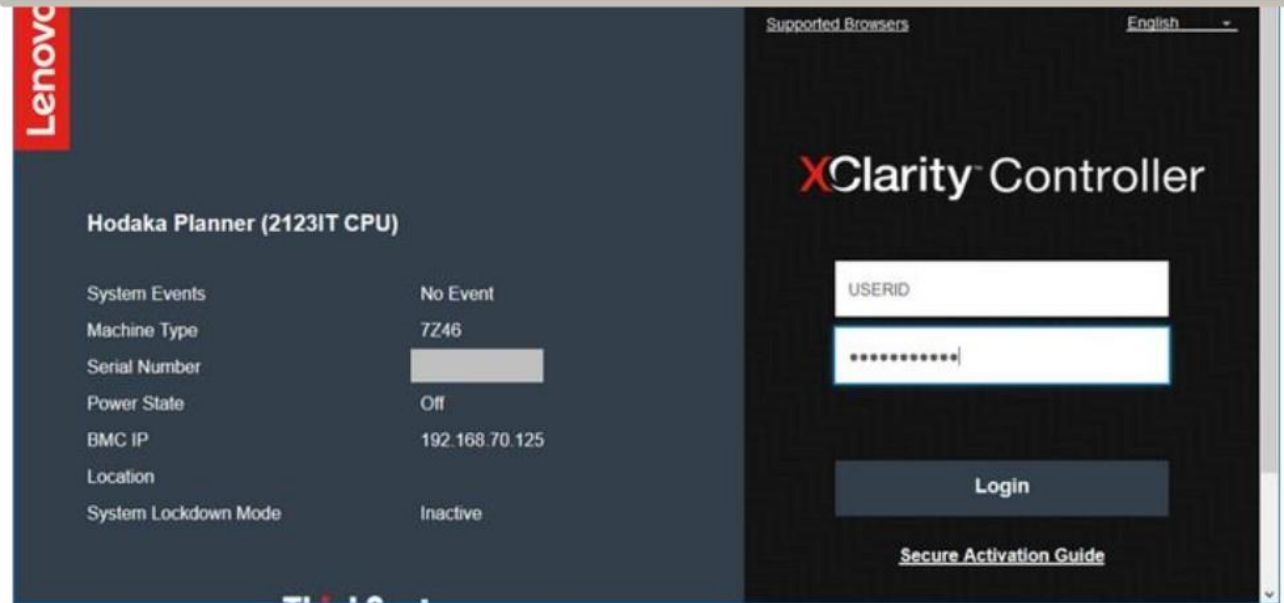 Lenovo
Supported Browsers
English
XClarity™ Controller
Hodaka Planner (2123IT CPU)
System Events No Event
Machine Type 7Z46
Serial Number
Power State Off
BMC IP 192.168.70.125
Location
System Lockdown Mode Inactive
USERID
Login
Secure Activation Guide